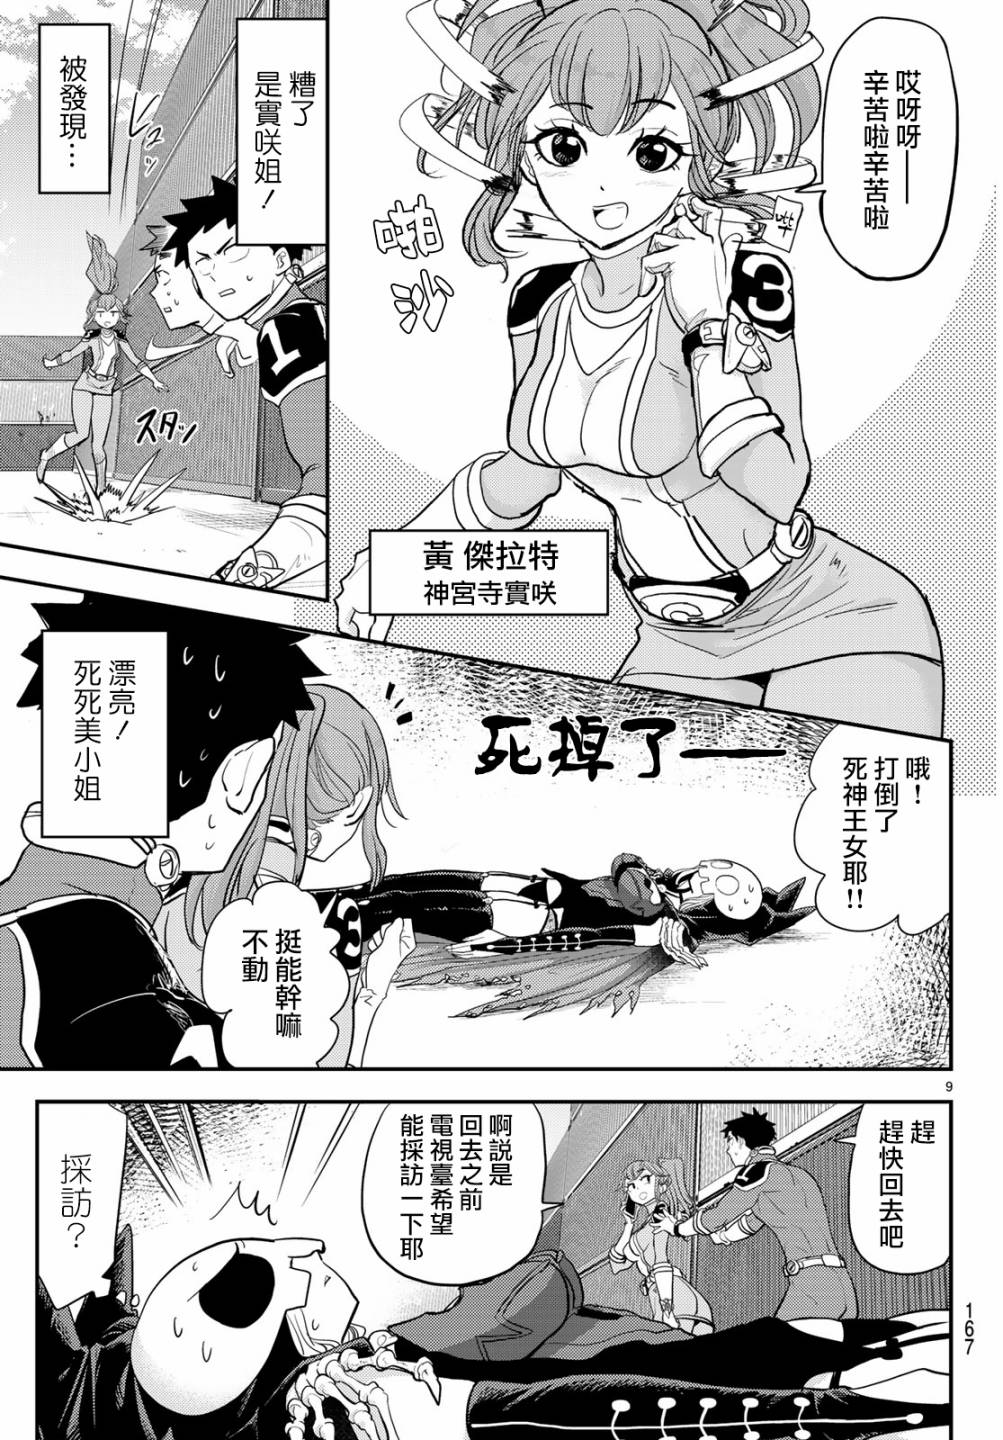 哎呀呀——
辛苦啦辛苦啦
嗶
啪
沙
3
黃 傑拉特
神宮寺實咲
糟了
是實咲姐！
被發現…
1
スタッ
哦！
打倒了
死神王女耶!!
死掉了——
漂亮！
死死美小姐
3
挺能幹嘛
不動
9
趕
趕快回去吧
啊説是
回去之前
電視臺希望
能採訪一下耶
採訪？
167